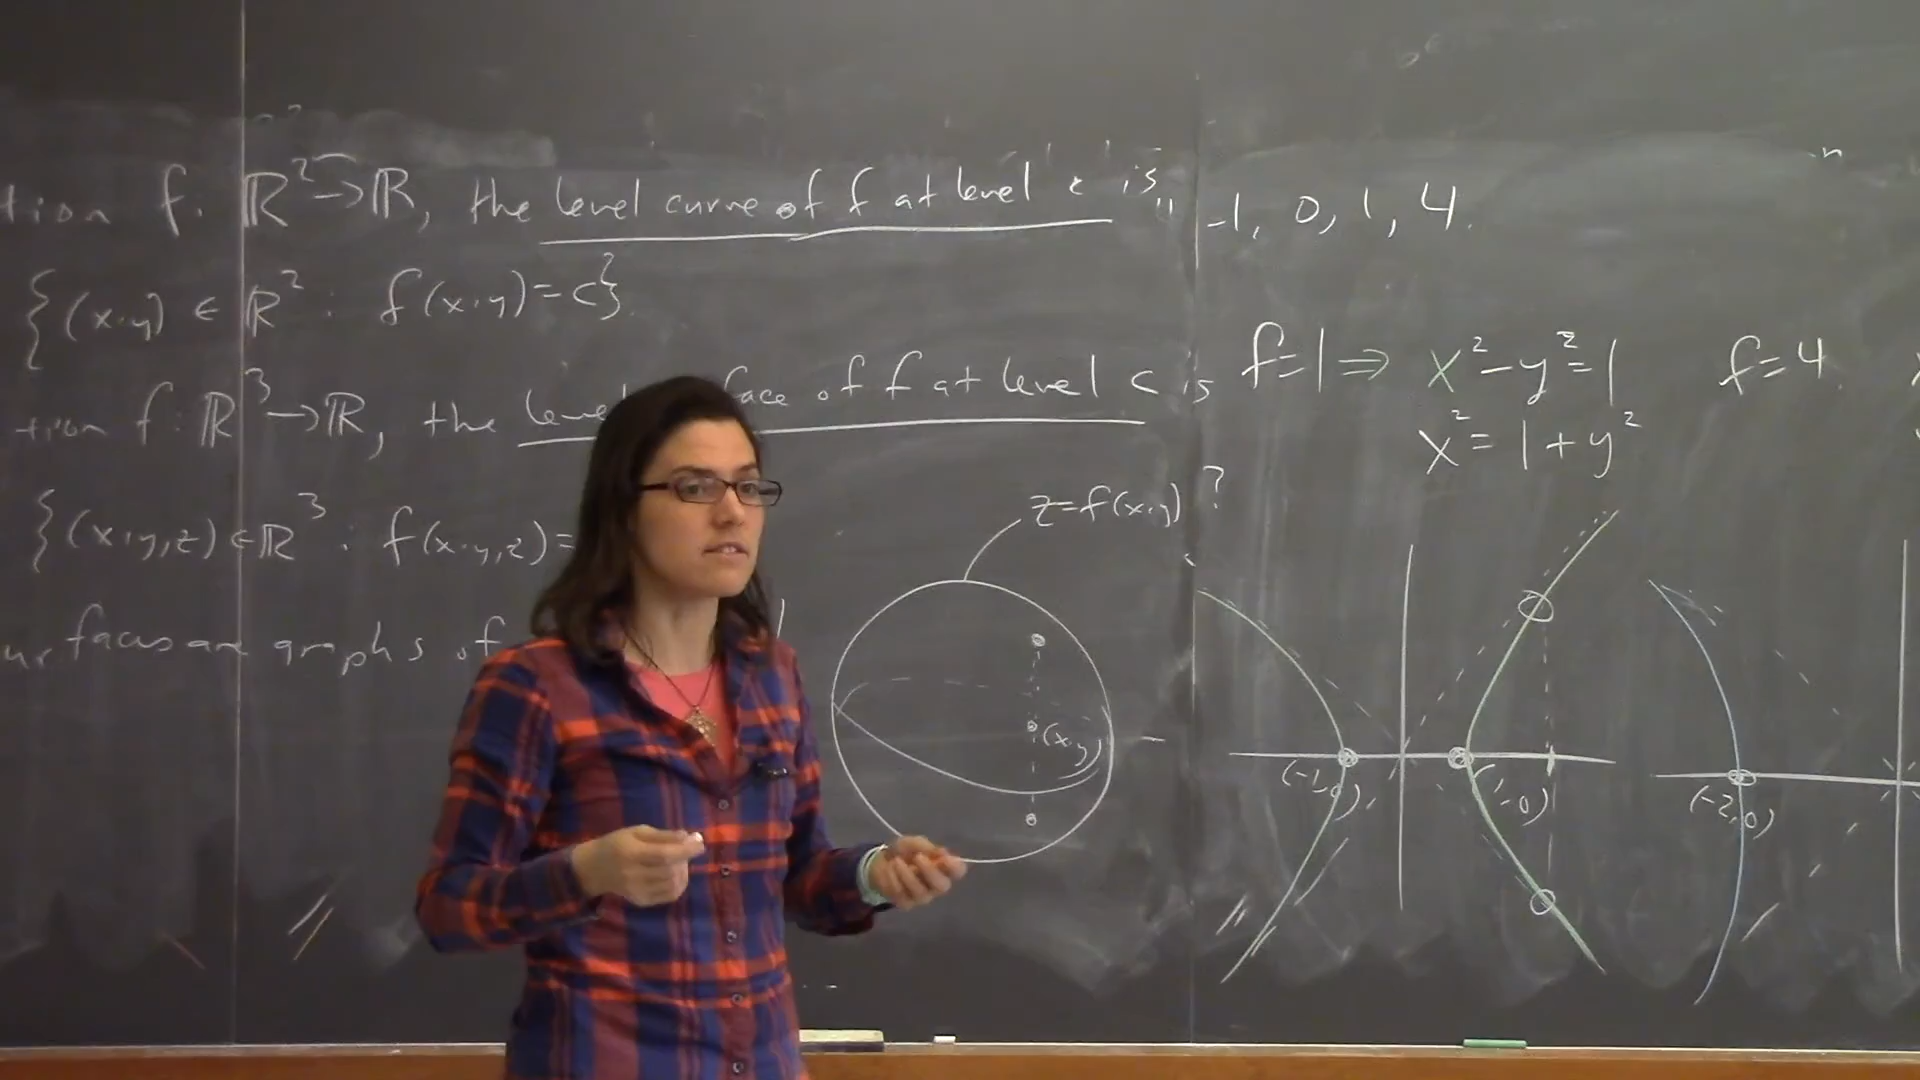 tion f: ℝ² → ℝ, the level curve of f at level c is
{(x,y) ∈ ℝ² : f(x,y)=c}.
tion f: ℝ³ → ℝ, the level face of f at level c is
{(x,y,z) ∈ ℝ³ : f(x,y,z)=
graphs of
z=f(x,y) ?
(x,y)
-1, 0, 1, 4.
f=1 ⇒ x²-y²=1
x² = 1+y²
f=4
(-1,0)
(1,0)
(-2,0)